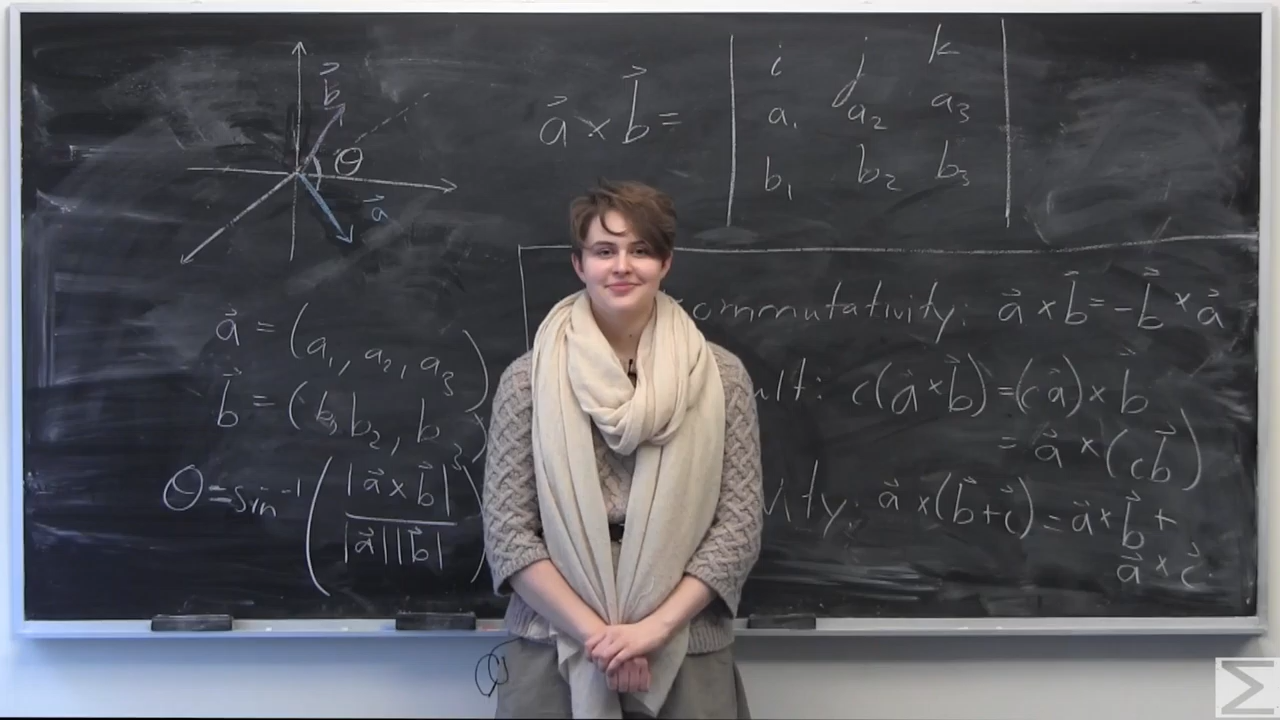 b⃗
θ
a⃗
a⃗ × b⃗ =
i j k
a₁ a₂ a₃
b₁ b₂ b₃
a⃗ = (a₁, a₂, a₃)
b⃗ = (b₁, b₂, b₃)
θ = sin⁻¹ ( |a⃗ × b⃗| / |a⃗||b⃗| )
ommutativity: a⃗ × b⃗ = -b⃗ × a⃗
ult: c(a⃗ × b⃗) = (ca⃗) × b⃗
= a⃗ × (cb⃗)
ity: a⃗ × (b⃗ + c⃗) = a⃗ × b⃗ +
a⃗ × c⃗
Σ